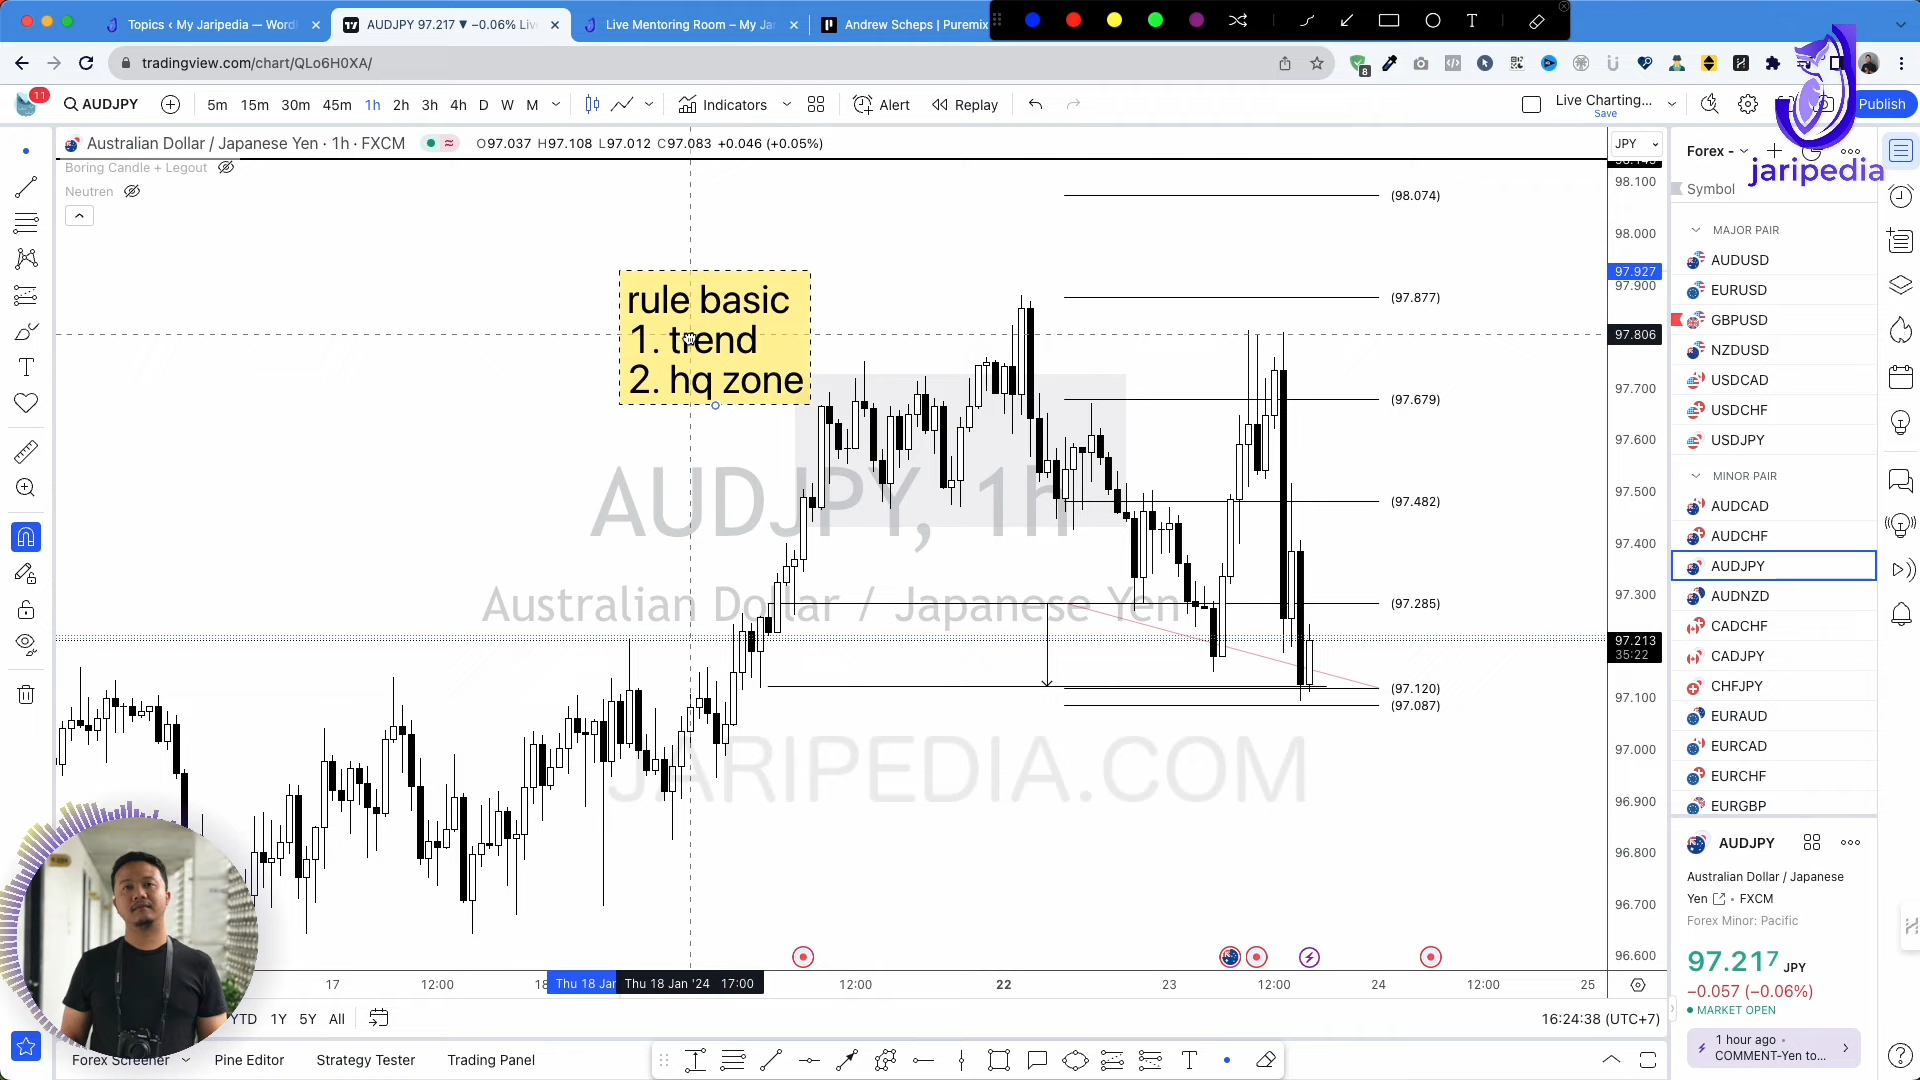 Topics ‹ My Jaripedia — Word
AUDJPY 97.217 ▼ −0.06% Liv
Live Mentoring Room – My Ja
Andrew Scheps | Puremix
T
tradingview.com/chart/QLo6H0XA/
8
11
AUDJPY
5m
15m
30m
45m
1h
2h
3h
4h
D
W
M
Indicators
Alert
Replay
Live Charting...
Save
Publish
jaripedia
Australian Dollar / Japanese Yen · 1h · FXCM
O97.037 H97.108 L97.012 C97.083 +0.046 (+0.05%)
Boring Candle + Legout
Neutren
JPY
rule basic
1. trend
2. hq zone
AUDJPY, 1h
Australian Dollar / Japanese Yen
JARIPEDIA.COM
(98.074)
(97.877)
(97.679)
(97.482)
(97.285)
(97.120)
(97.087)
98.100
98.000
97.927
97.900
97.806
97.700
97.600
97.500
97.400
97.300
97.213
35:22
97.100
97.000
96.900
96.800
96.700
96.600
17
12:00
18
Thu 18 Jan
Thu 18 Jan '24 17:00
12:00
22
23
12:00
24
12:00
25
YTD
1Y
5Y
All
16:24:38 (UTC+7)
Forex Screener
Pine Editor
Strategy Tester
Trading Panel
Forex -
Symbol
MAJOR PAIR
AUDUSD
EURUSD
GBPUSD
NZDUSD
USDCAD
USDCHF
USDJPY
MINOR PAIR
AUDCAD
AUDCHF
AUDJPY
AUDNZD
CADCHF
CADJPY
CHFJPY
EURAUD
EURCAD
EURCHF
EURGBP
AUDJPY
Australian Dollar / Japanese
Yen · FXCM
Forex Minor: Pacific
97.217 JPY
−0.057 (−0.06%)
MARKET OPEN
1 hour ago ·
COMMENT-Yen to...